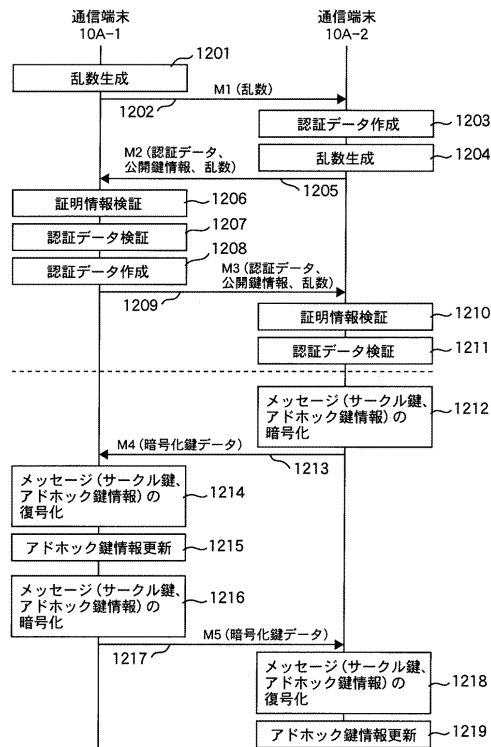 通信端末
10A-1
通信端末
10A-2
1201
乱数生成
M1(乱数)
1202
認証データ作成
1203
M2(認証データ、
公開鍵情報、乱数)
乱数生成
1204
1205
証明情報検証
1206
認証データ検証
1207
認証データ作成
1208
M3(認証データ、
公開鍵情報、乱数)
1209
証明情報検証
1210
認証データ検証
1211
メッセージ(サークル鍵、
アドホック鍵情報)の
暗号化
1212
M4(暗号化鍵データ)
1213
メッセージ(サークル鍵、
アドホック鍵情報)の
復号化
1214
アドホック鍵情報更新
1215
メッセージ(サークル鍵、
アドホック鍵情報)の
暗号化
1216
M5(暗号化鍵データ)
1217
メッセージ(サークル鍵、
アドホック鍵情報)の
復号化
1218
アドホック鍵情報更新
1219